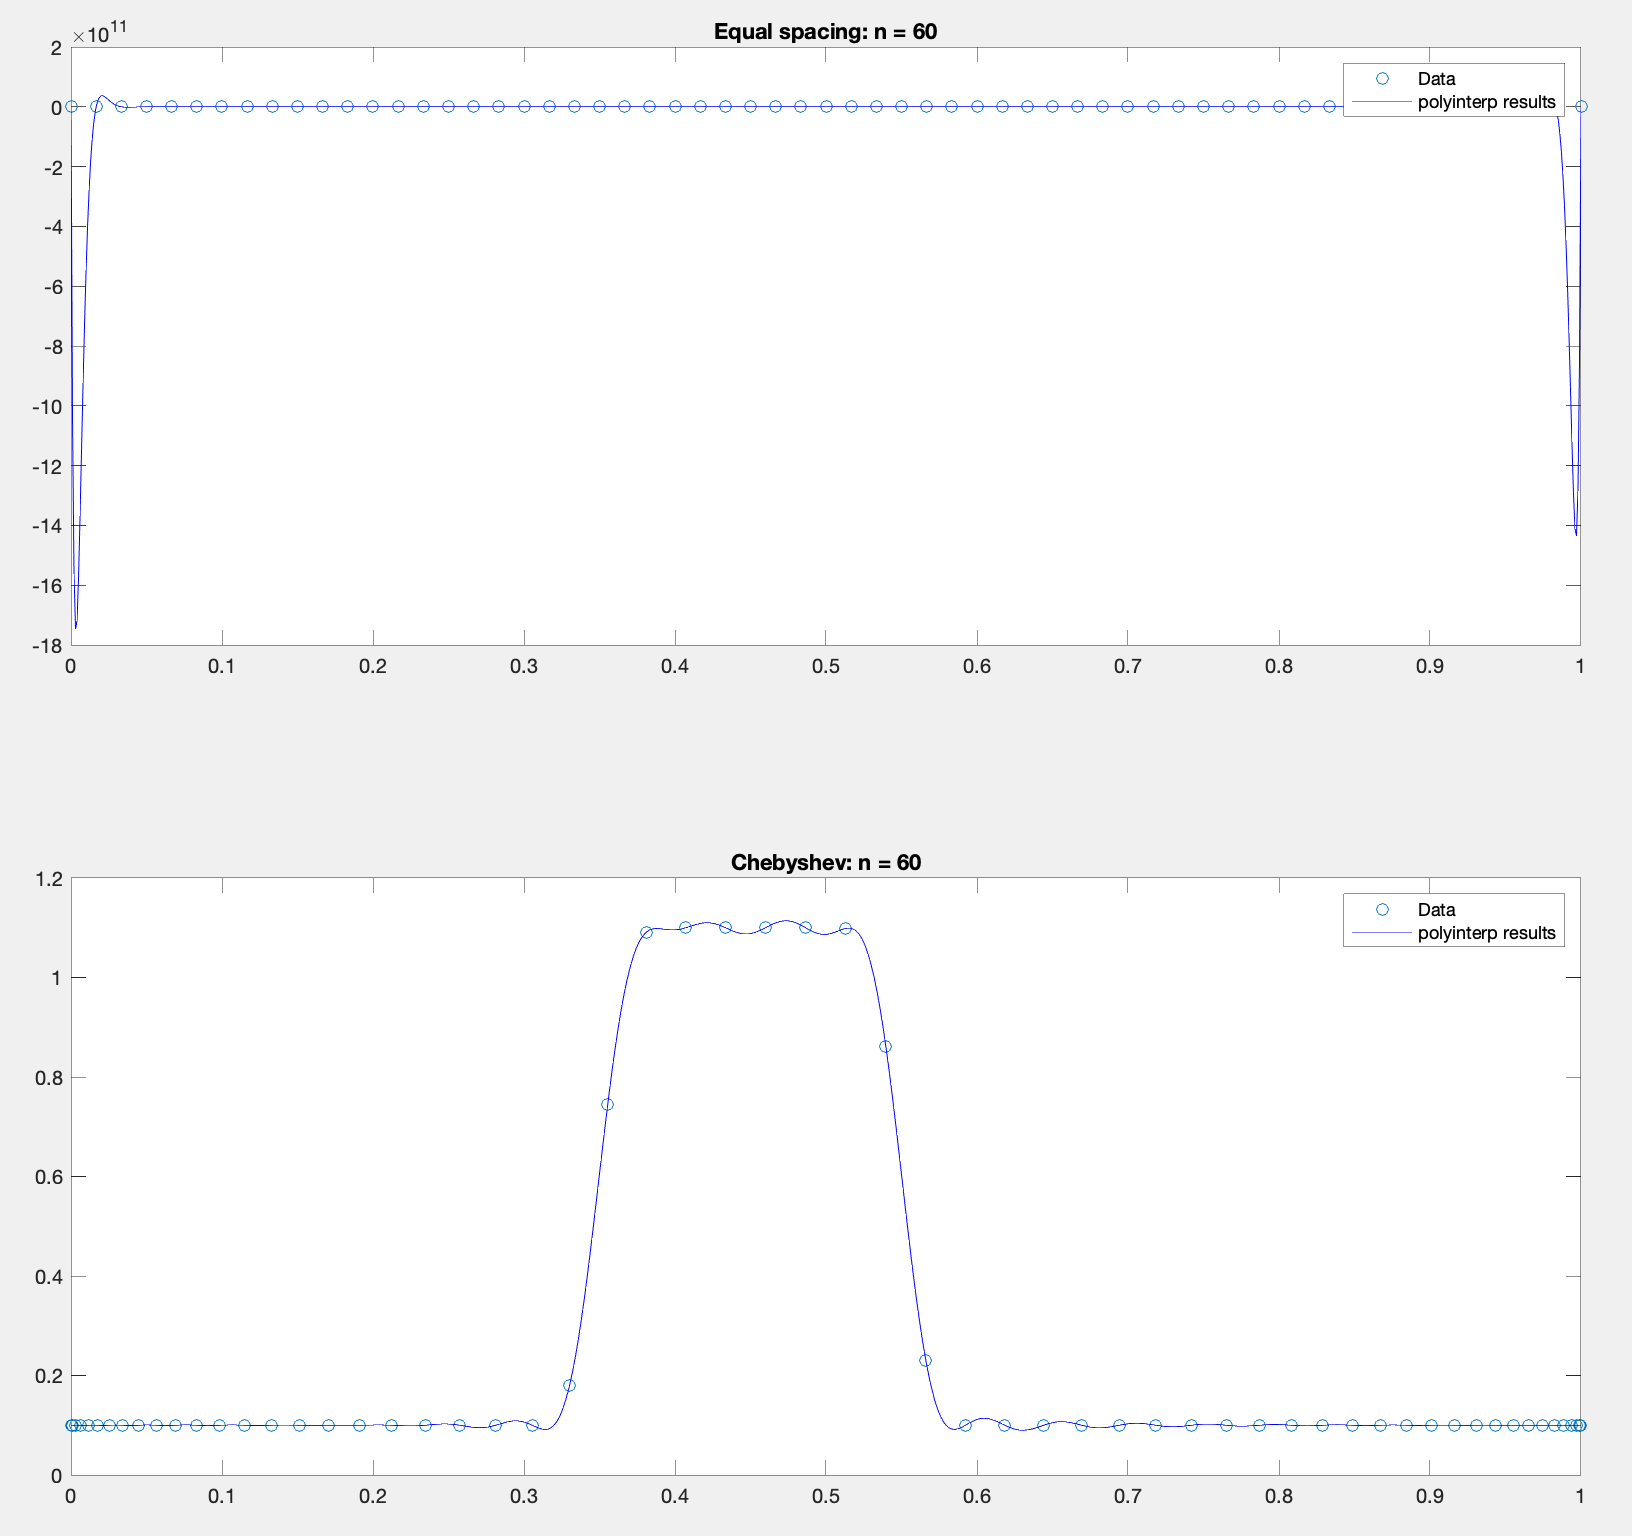 Equal spacing: n = 60
×10^11
2
0
-2
-4
-6
-8
-10
-12
-14
-16
-18
0 0.1 0.2 0.3 0.4 0.5 0.6 0.7 0.8 0.9 1
Data
polyinterp results
Chebyshev: n = 60
1.2
1
0.8
0.6
0.4
0.2
0
0 0.1 0.2 0.3 0.4 0.5 0.6 0.7 0.8 0.9 1
Data
polyinterp results